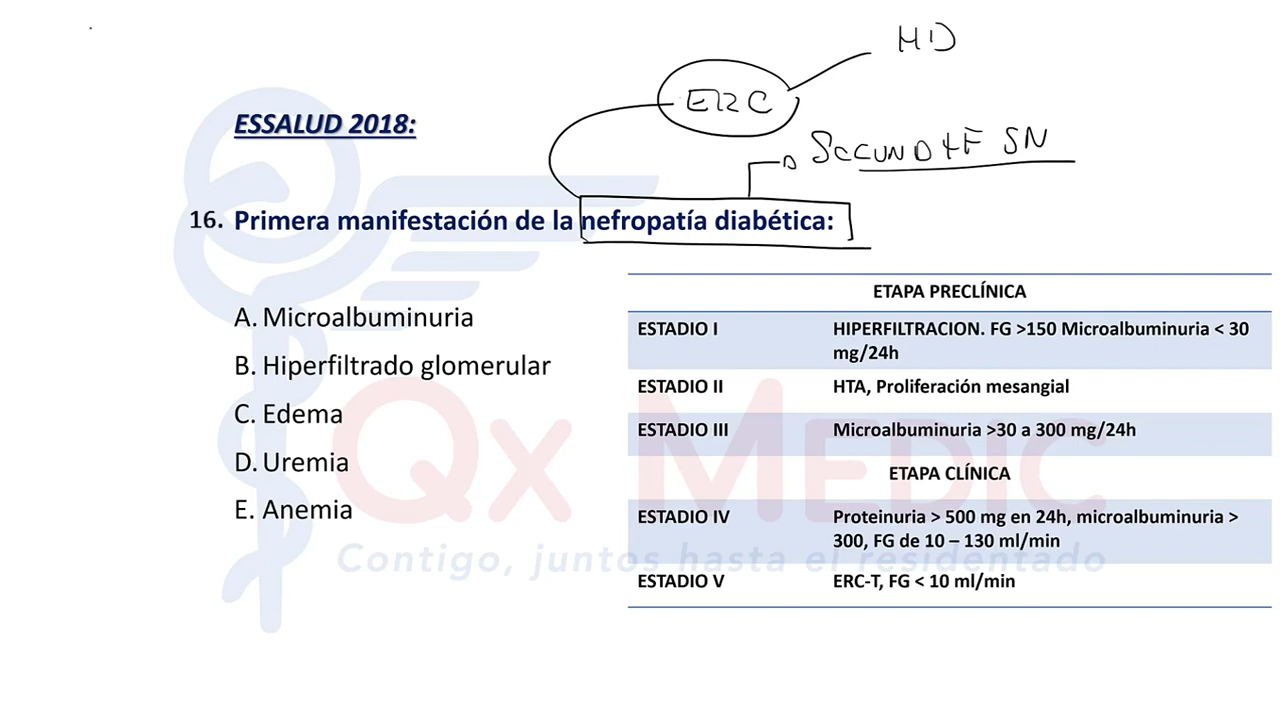 HD
ERC
ESSALUD 2018:
SECUND SN
16. Primera manifestación de la nefropatía diabética:
A. Microalbuminuria
B. Hiperfiltrado glomerular
C. Edema
D. Uremia
E. Anemia
ETAPA PRECLÍNICA
ESTADIO I HIPERFILTRACION. FG >150 Microalbuminuria < 30
mg/24h
ESTADIO II HTA, Proliferación mesangial
ESTADIO III Microalbuminuria >30 a 300 mg/24h
ETAPA CLÍNICA
ESTADIO IV Proteinuria > 500 mg en 24h, microalbuminuria >
300, FG de 10 – 130 ml/min
ESTADIO V ERC-T, FG < 10 ml/min
QX MEDIC
Contigo, juntos hasta el residentado